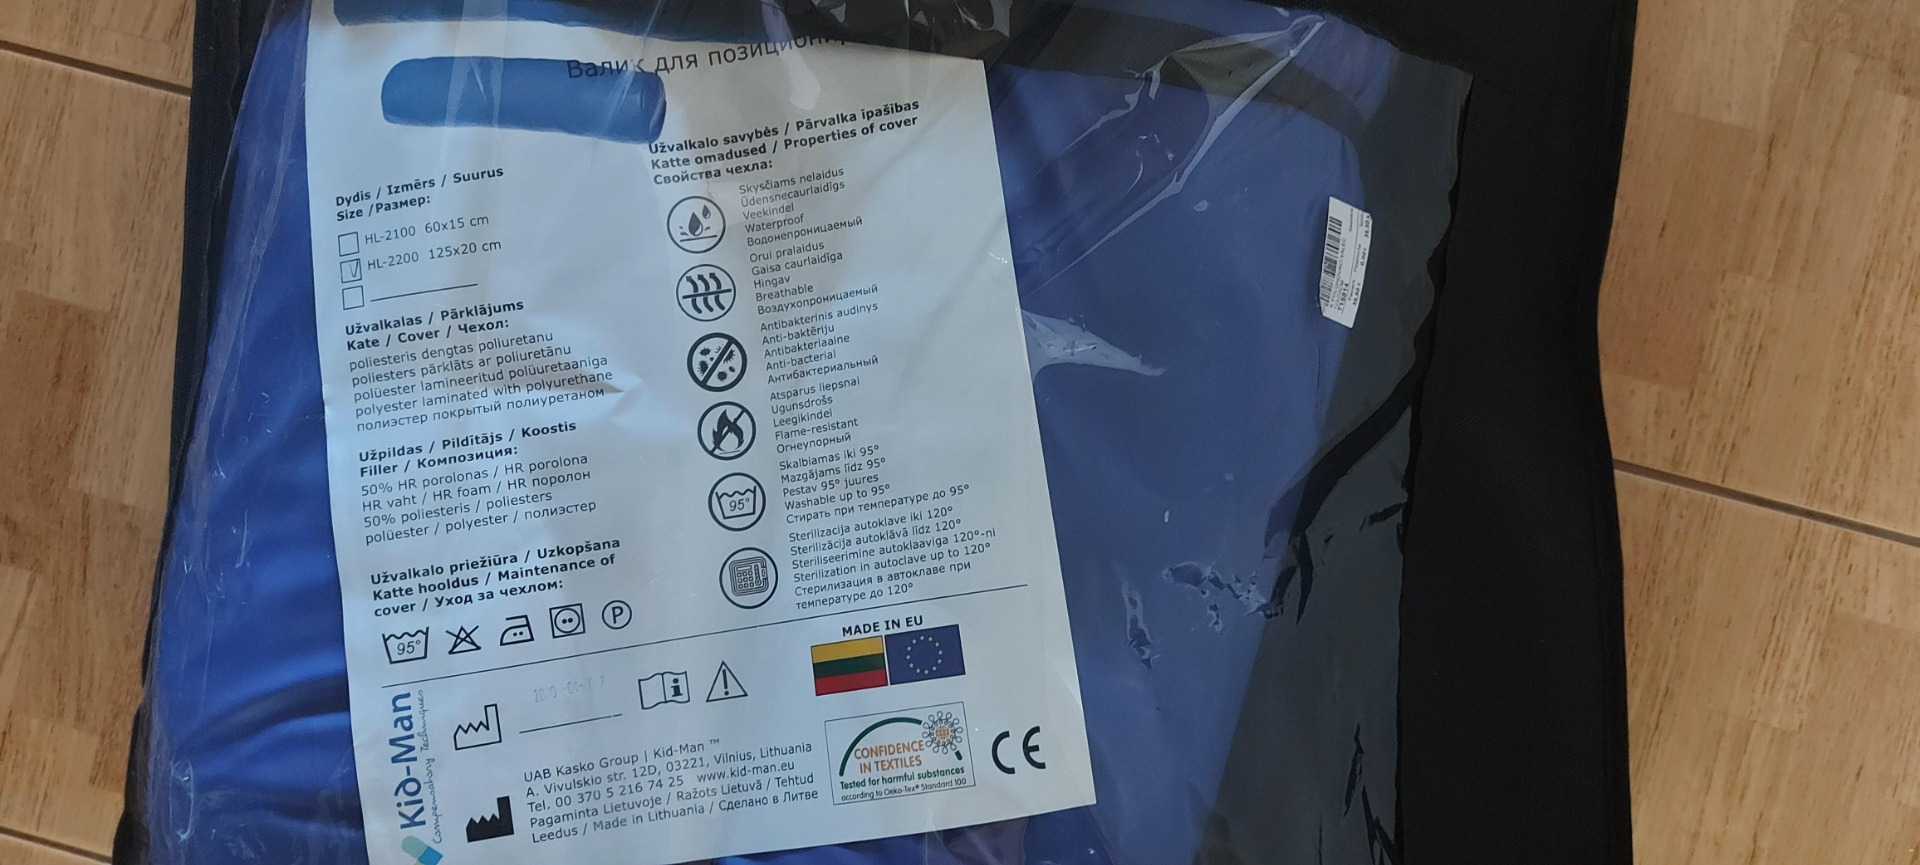 Валик для
Dydis / Izmērs / Suurus
Size /Размер:
HL-2100 60x15 cm
HL-2200 125x20 cm
Užvalkalas / Pārklājums
Kate / Cover / Чехол:
poliesteris dengtas poliuretanu
poliesters pārklāts ar poliuretānu
polüester lamineeritud polüuretaaniga
polyester laminated with polyurethane
полиэстер покрытый полиуретаном
Užpildas / Pildītājs / Koostis
Filler / Композиция:
50% HR porolonas / HR porolona
HR vaht / HR foam / HR поролон
50% poliesteris / poliesters
polüester / polyester / полиэстер
Užvalkalo priežiūra / Uzkopšana
Katte hooldus / Maintenance of
cover / Уход за чехлом:
95°
P
Užvalkalo savybės / Pārvalka īpašības
Katte omadused / Properties of cover
Свойства чехла:
Skysčiams nelaidus
Ūdensnecaurlaidīgs
Veekindel
Waterproof
Водонепроницаемый
Orui pralaidus
Gaisa caurlaidīga
Hingav
Breathable
Воздухопроницаемый
Antibakterinis audinys
Anti-baktēriju
Antibakteriaalne
Anti-bacterial
Антибактериальный
Atsparus liepsnai
Ugunsdrošs
Leegikindel
Flame-resistant
Огнеупорный
95°
Skalbiamas iki 95°
Mazgājams līdz 95°
Pestav 95° juures
Washable up to 95°
Стирать при температуре до 95°
Sterilizacija autoklave iki 120°
Sterilizācija autoklāvā līdz 120°
Steriliseerimine autoklaaviga 120°-ni
Sterilization in autoclave up to 120°
Стерилизация в автоклаве при
температуре до 120°
MADE IN EU
Kid-Man
Compensatory Techniques
UAB Kasko Group | Kid-Man ™
A. Vivulskio str. 12D, 03221, Vilnius, Lithuania
Tel. 00 370 5 216 74 25 www.kid-man.eu
Pagaminta Lietuvoje / Ražots Lietuvā / Tehtud
Leedus / Made in Lithuania / Сделано в Литве
CONFIDENCE
IN TEXTILES
Tested for harmful substances
according to Oeko-Tex® Standard 100
CE